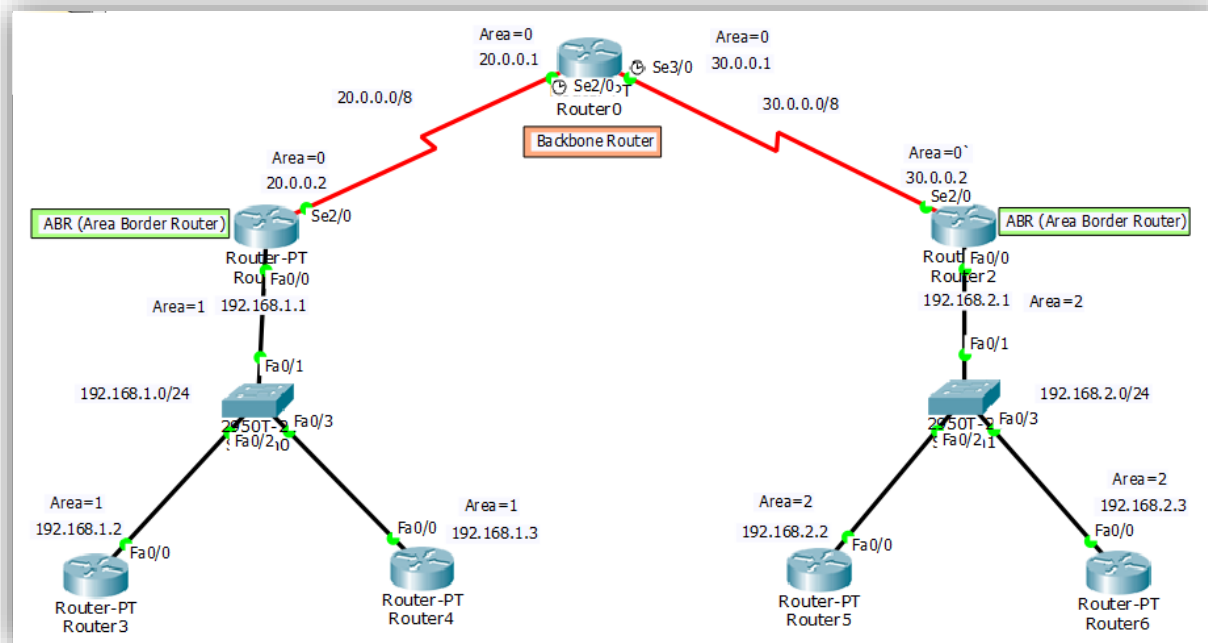 Area=0
20.0.0.1
Area=0
30.0.0.1
Se3/0
Se2/0
Router0
20.0.0.0/8
30.0.0.0/8
Backbone Router
Area=0
20.0.0.2
Se2/0
Area=0`
30.0.0.2
Se2/0
ABR (Area Border Router)
ABR (Area Border Router)
Router-PT
Fa0/0
Fa0/0
Router2
Area=1
192.168.1.1
192.168.2.1
Area=2
Fa0/1
Fa0/1
192.168.1.0/24
192.168.2.0/24
Fa0/3
Fa0/2
Fa0/3
Fa0/2
Area=1
192.168.1.2
Fa0/0
Area=1
192.168.1.3
Fa0/0
Area=2
192.168.2.2
Fa0/0
Area=2
192.168.2.3
Fa0/0
Router-PT
Router3
Router-PT
Router4
Router-PT
Router5
Router-PT
Router6